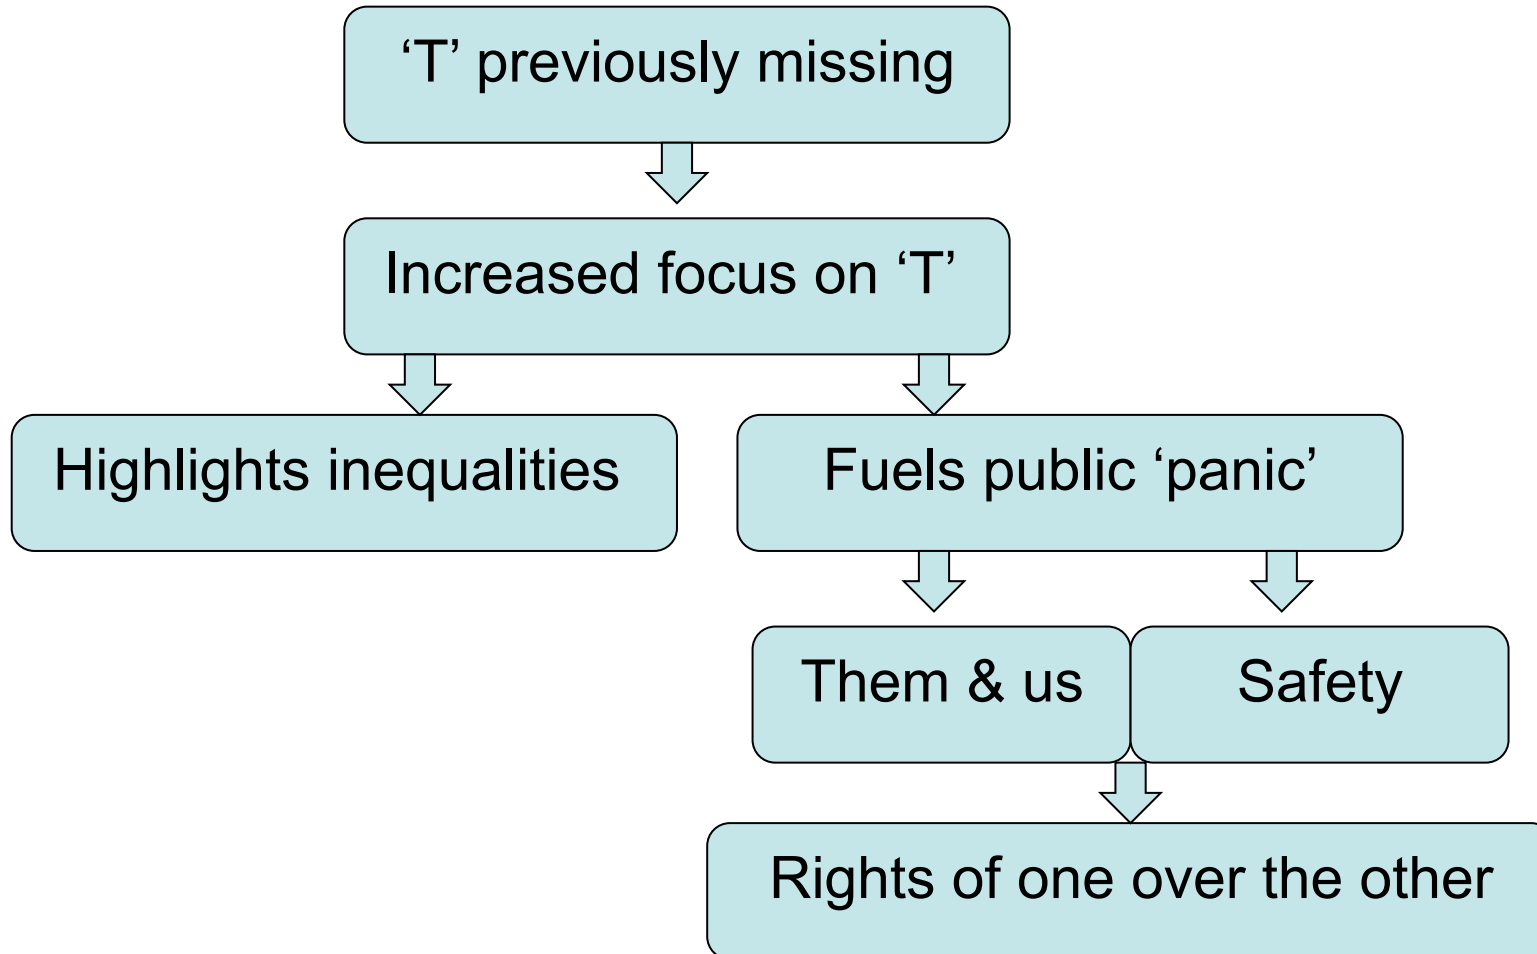 ‘T’ previously missing
Increased focus on ‘T’
Highlights inequalities
Fuels public ‘panic’
Them & us
Safety
Rights of one over the other